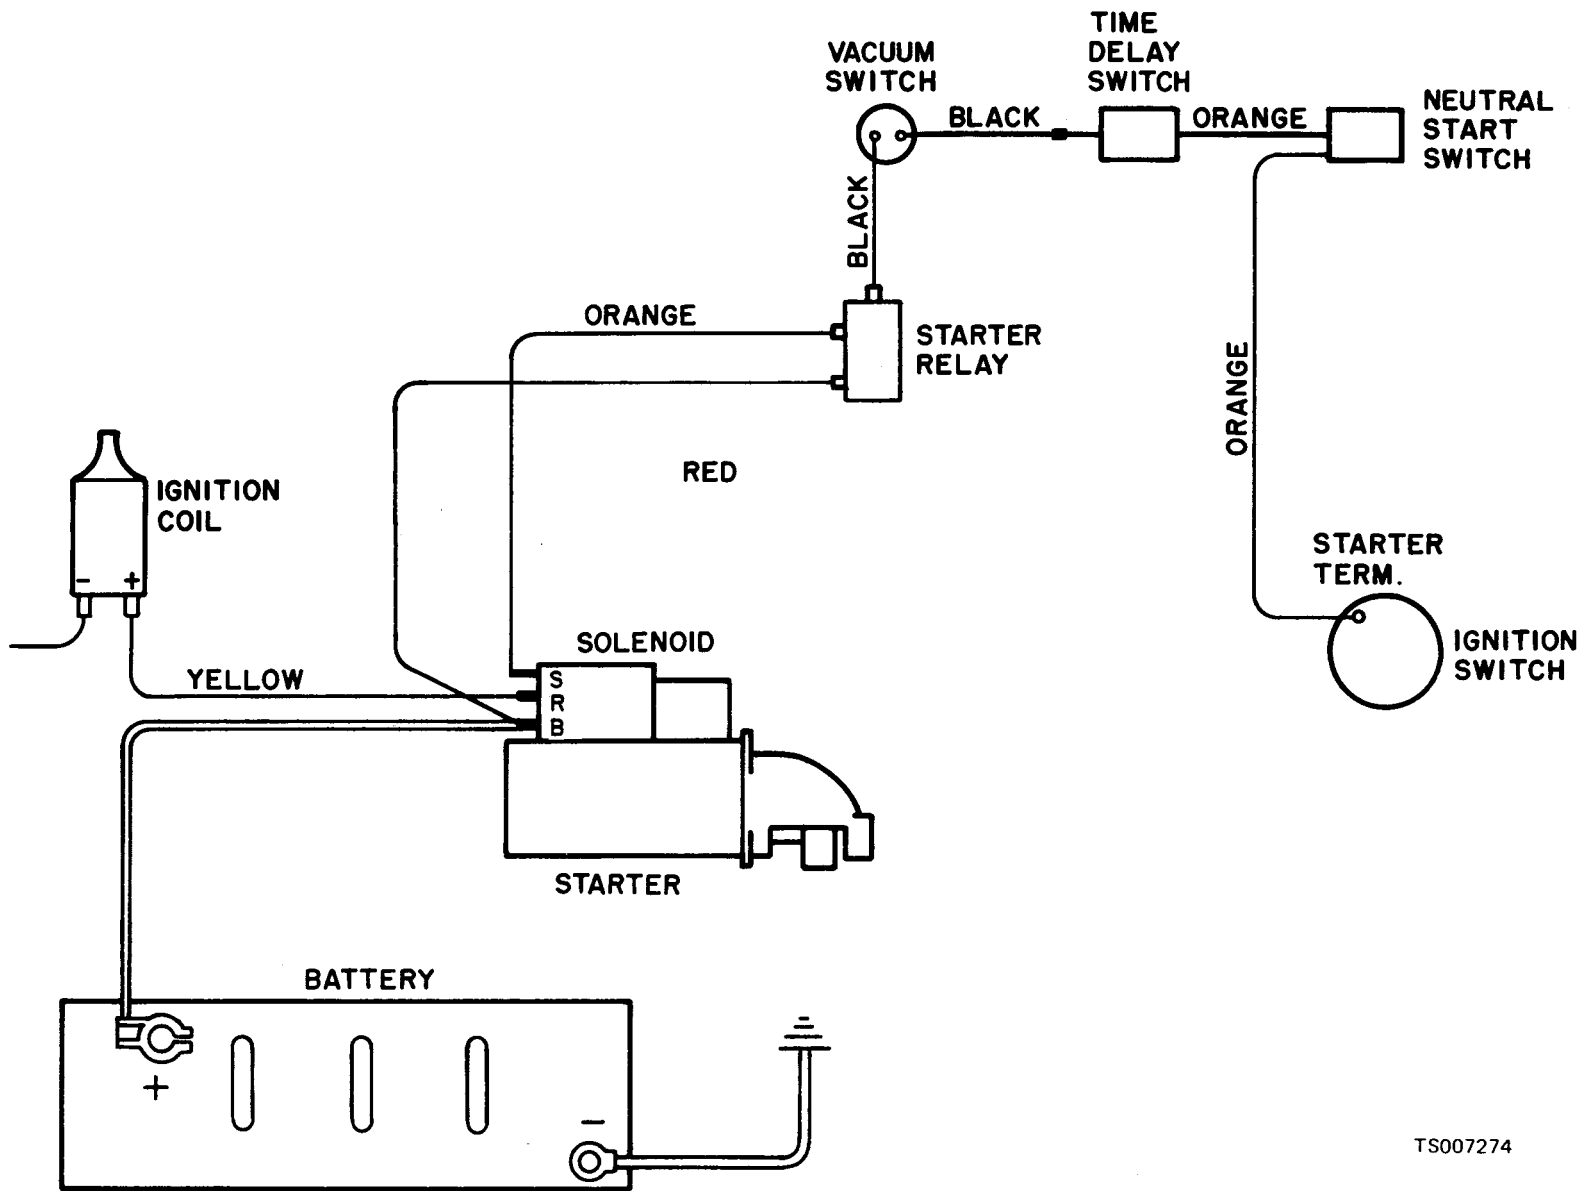 TIME
DELAY
SWITCH
VACUUM
SWITCH
NEUTRAL
START
SWITCH
BLACK
ORANGE
BLACK
ORANGE
STARTER
RELAY
ORANGE
RED
IGNITION
COIL
- +
STARTER
TERM.
IGNITION
SWITCH
SOLENOID
YELLOW
S
R
B
STARTER
BATTERY
+
-
TS007274